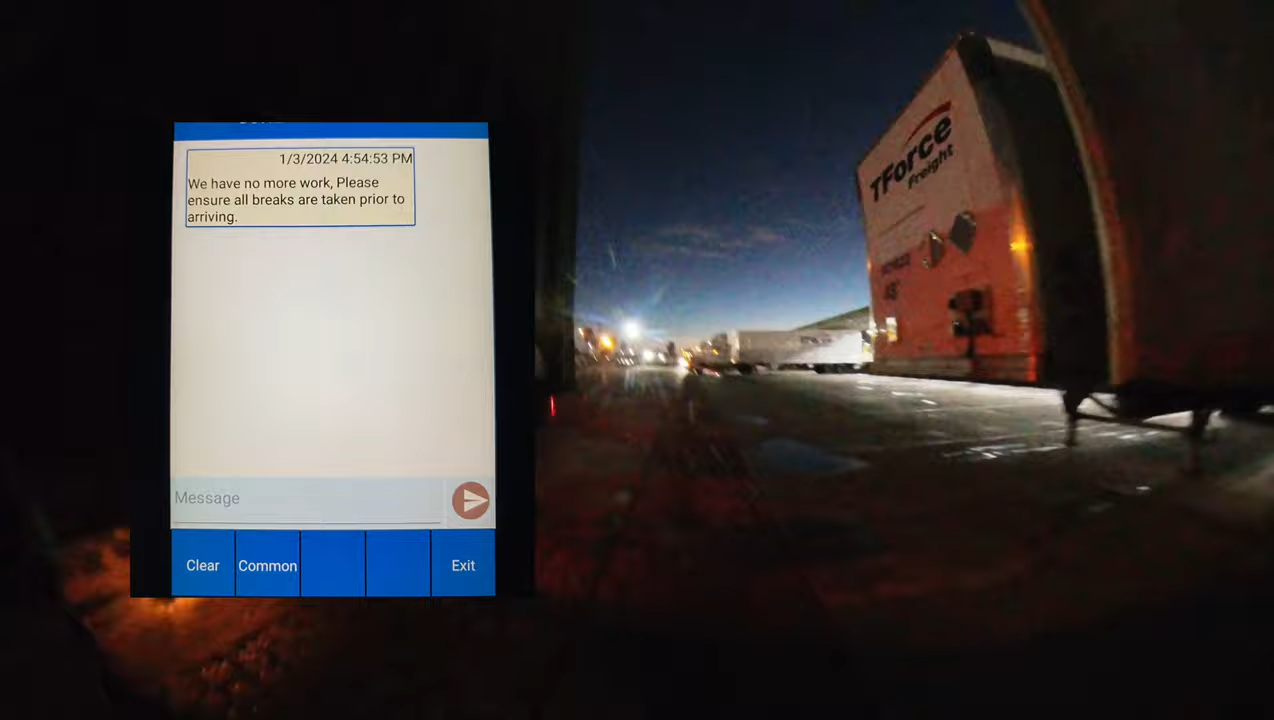 1/3/2024 4:54:53 PM
We have no more work, Please
ensure all breaks are taken prior to
arriving.
Message
Clear
Common
Exit
TForce
Freight
48'